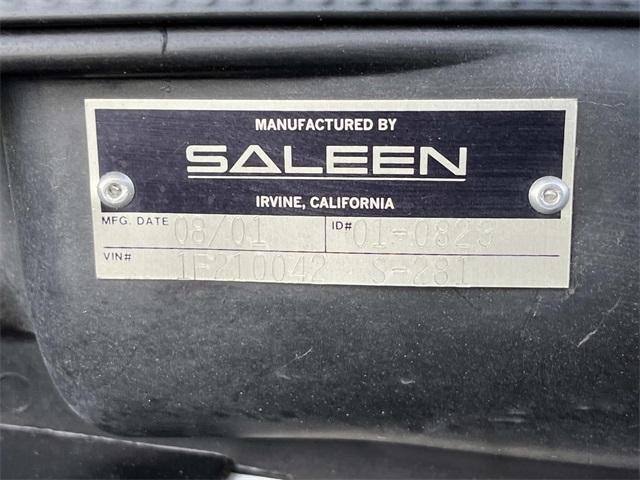 MANUFACTURED BY
SALEEN
IRVINE, CALIFORNIA
MFG. DATE 08/01 ID# 01-0823
VIN# 1F210042 S-281